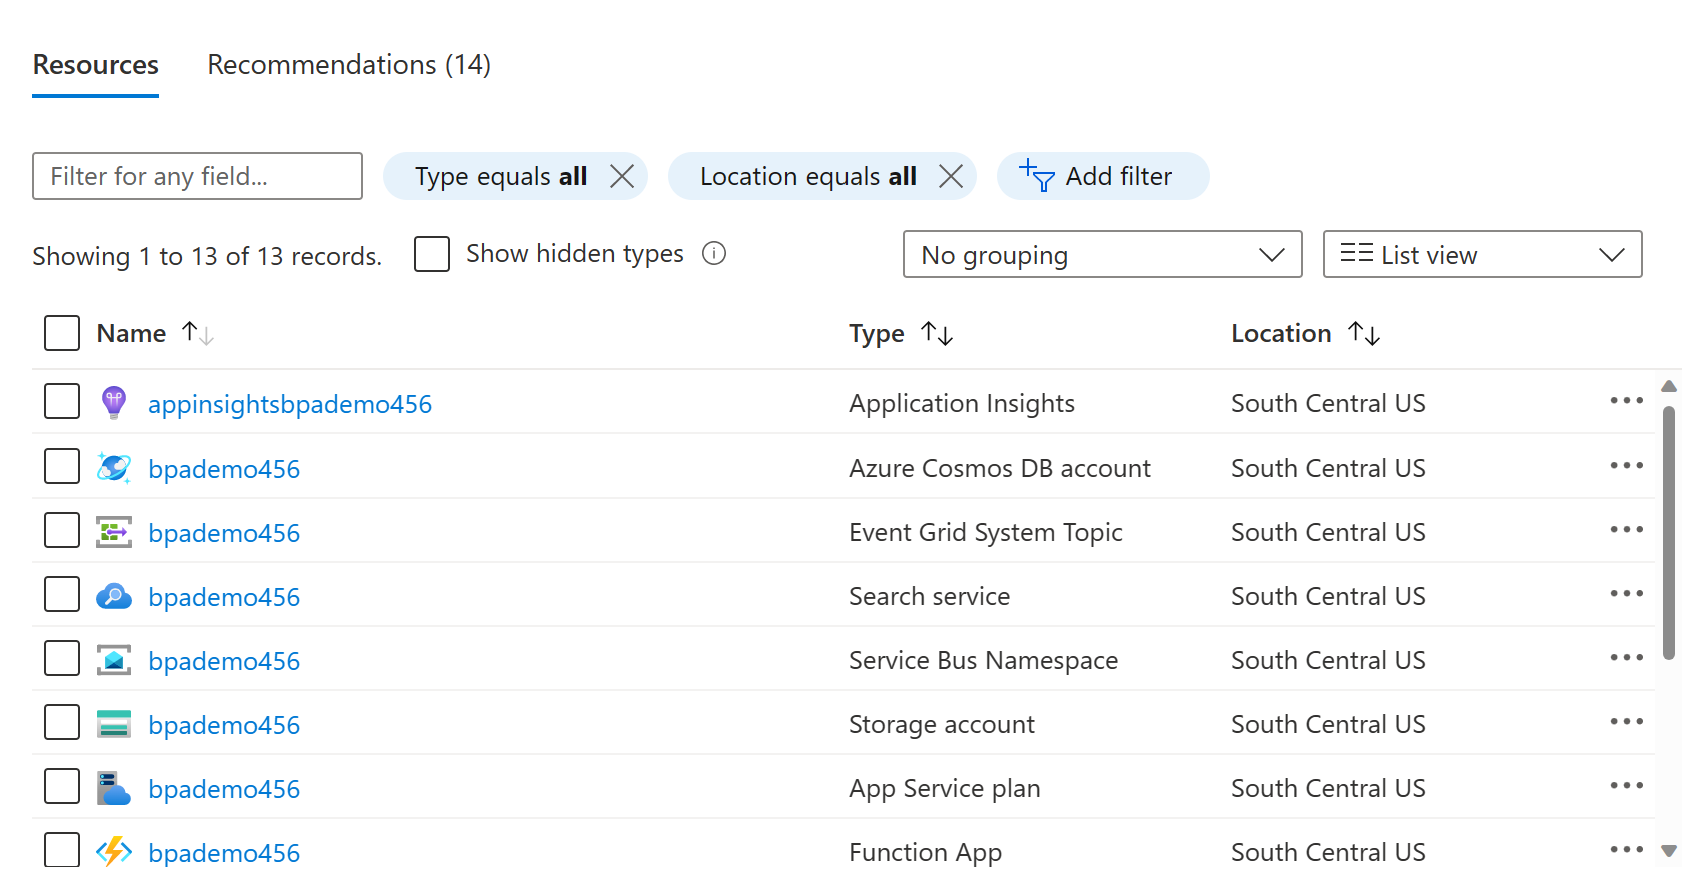 Resources Recommendations (14)
Filter for any field... Type equals all Location equals all Add filter
Showing 1 to 13 of 13 records. Show hidden types No grouping List view
Name Type Location
appinsightsbpademo456 Application Insights South Central US
bpademo456 Azure Cosmos DB account South Central US
bpademo456 Event Grid System Topic South Central US
bpademo456 Search service South Central US
bpademo456 Service Bus Namespace South Central US
bpademo456 Storage account South Central US
bpademo456 App Service plan South Central US
bpademo456 Function App South Central US